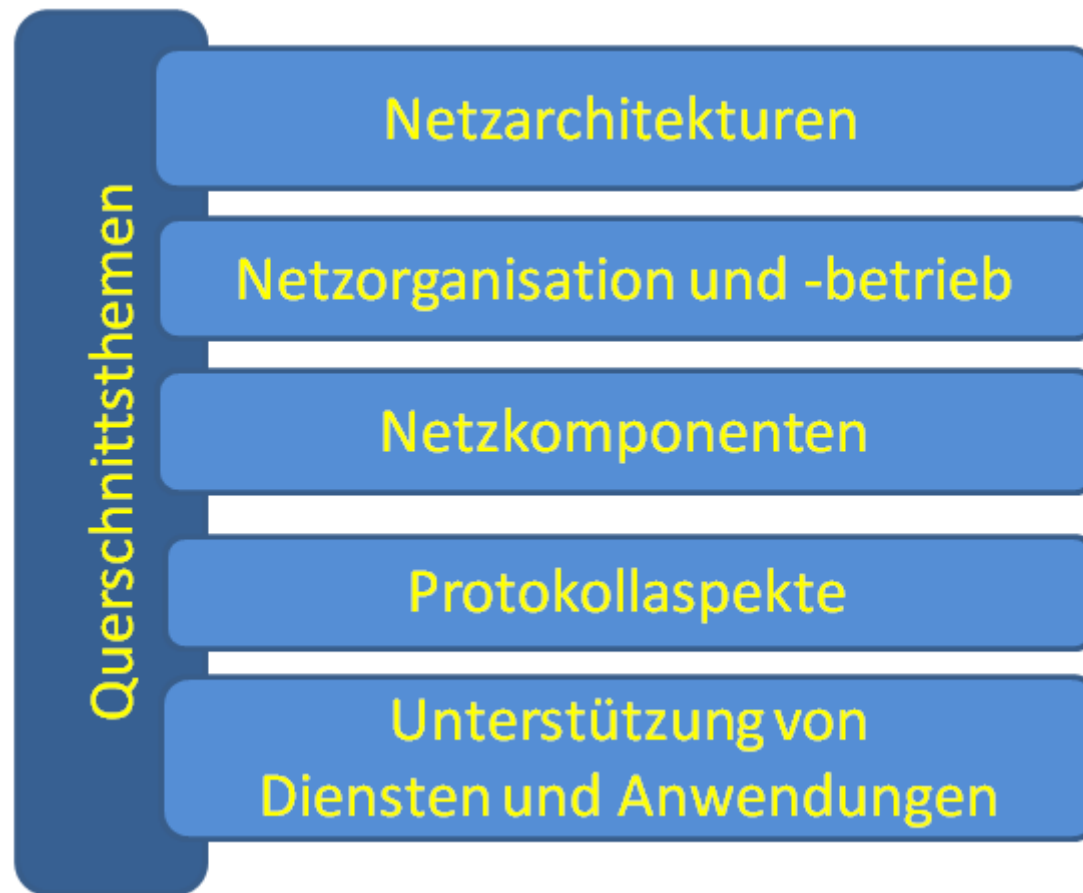 Querschnittsthemen
Netzarchitekturen
Netzorganisation und -betrieb
Netzkomponenten
Protokollaspekte
Unterstützung von
Diensten und Anwendungen